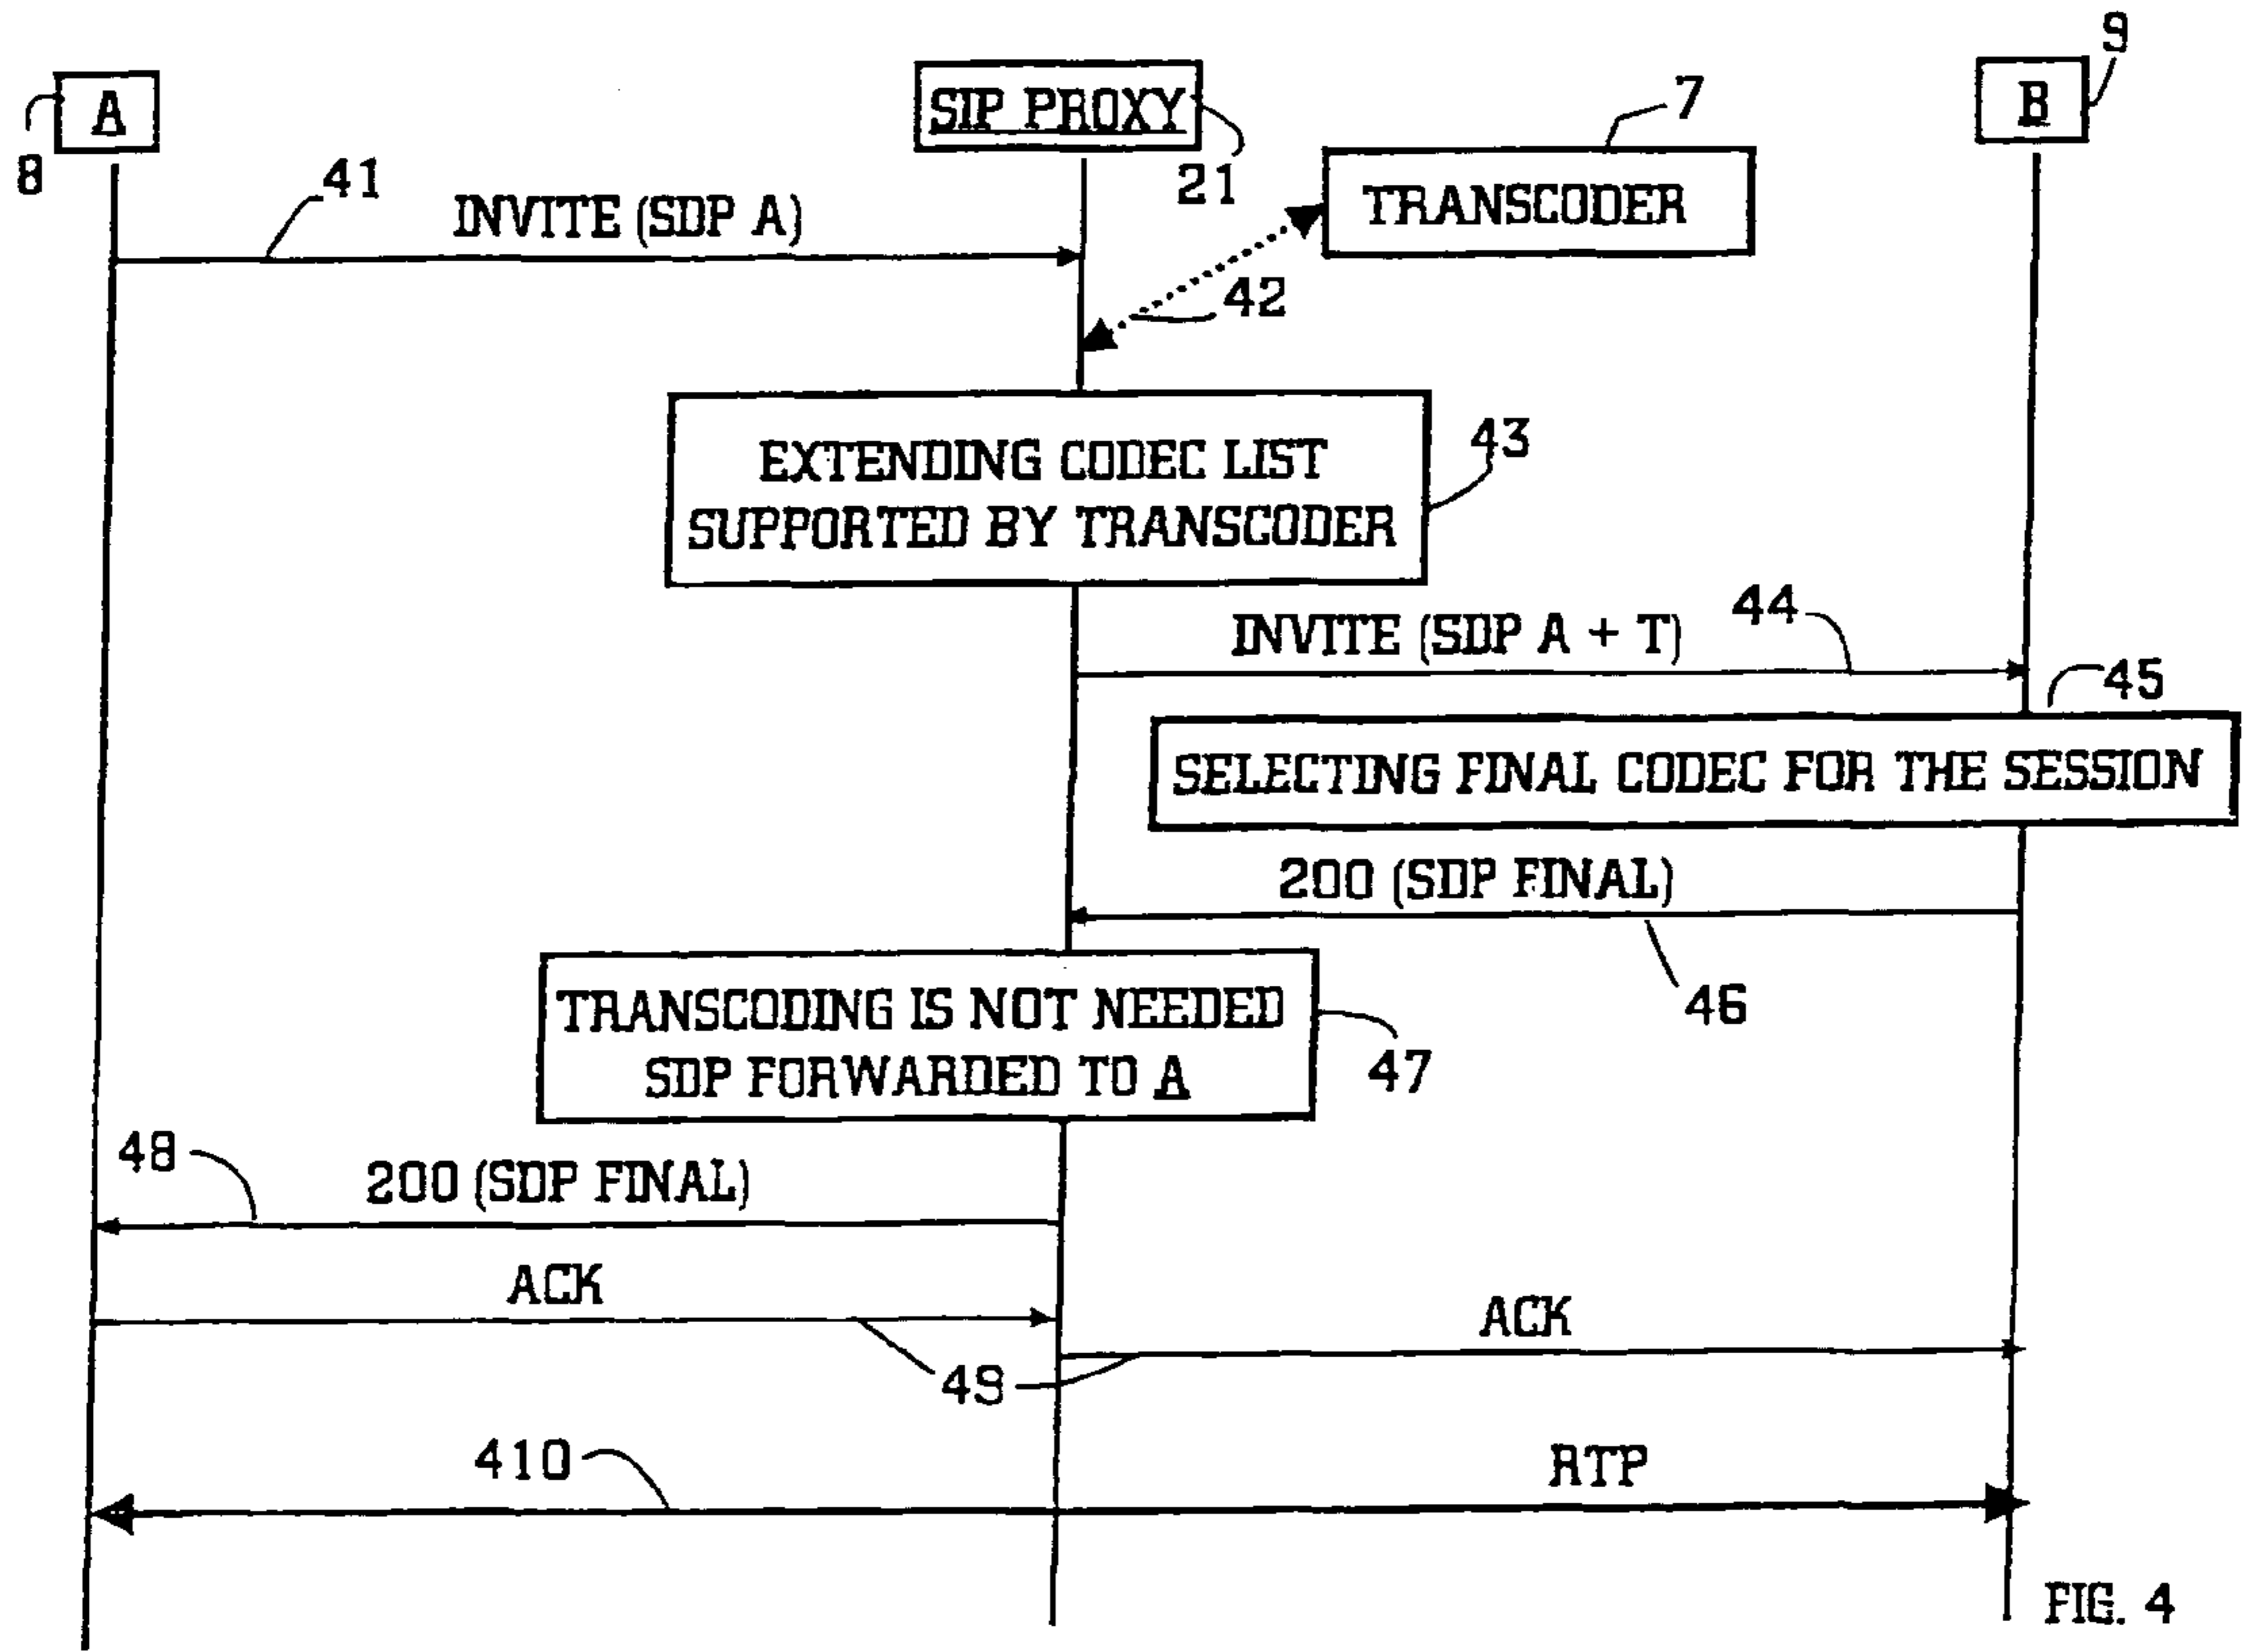 A
SIP PROXY
B
9
8
21
7
TRANSCODER
41
INVITE (SDP A)
42
EXTENDING CODEC LIST
SUPPORTED BY TRANSCODER
43
INVITE (SDP A + T)
44
45
SELECTING FINAL CODEC FOR THE SESSION
200 (SDP FINAL)
46
TRANSCODING IS NOT NEEDED
SDP FORWARDED TO A
47
48
200 (SDP FINAL)
ACK
ACK
49
410
RTP
FIG. 4